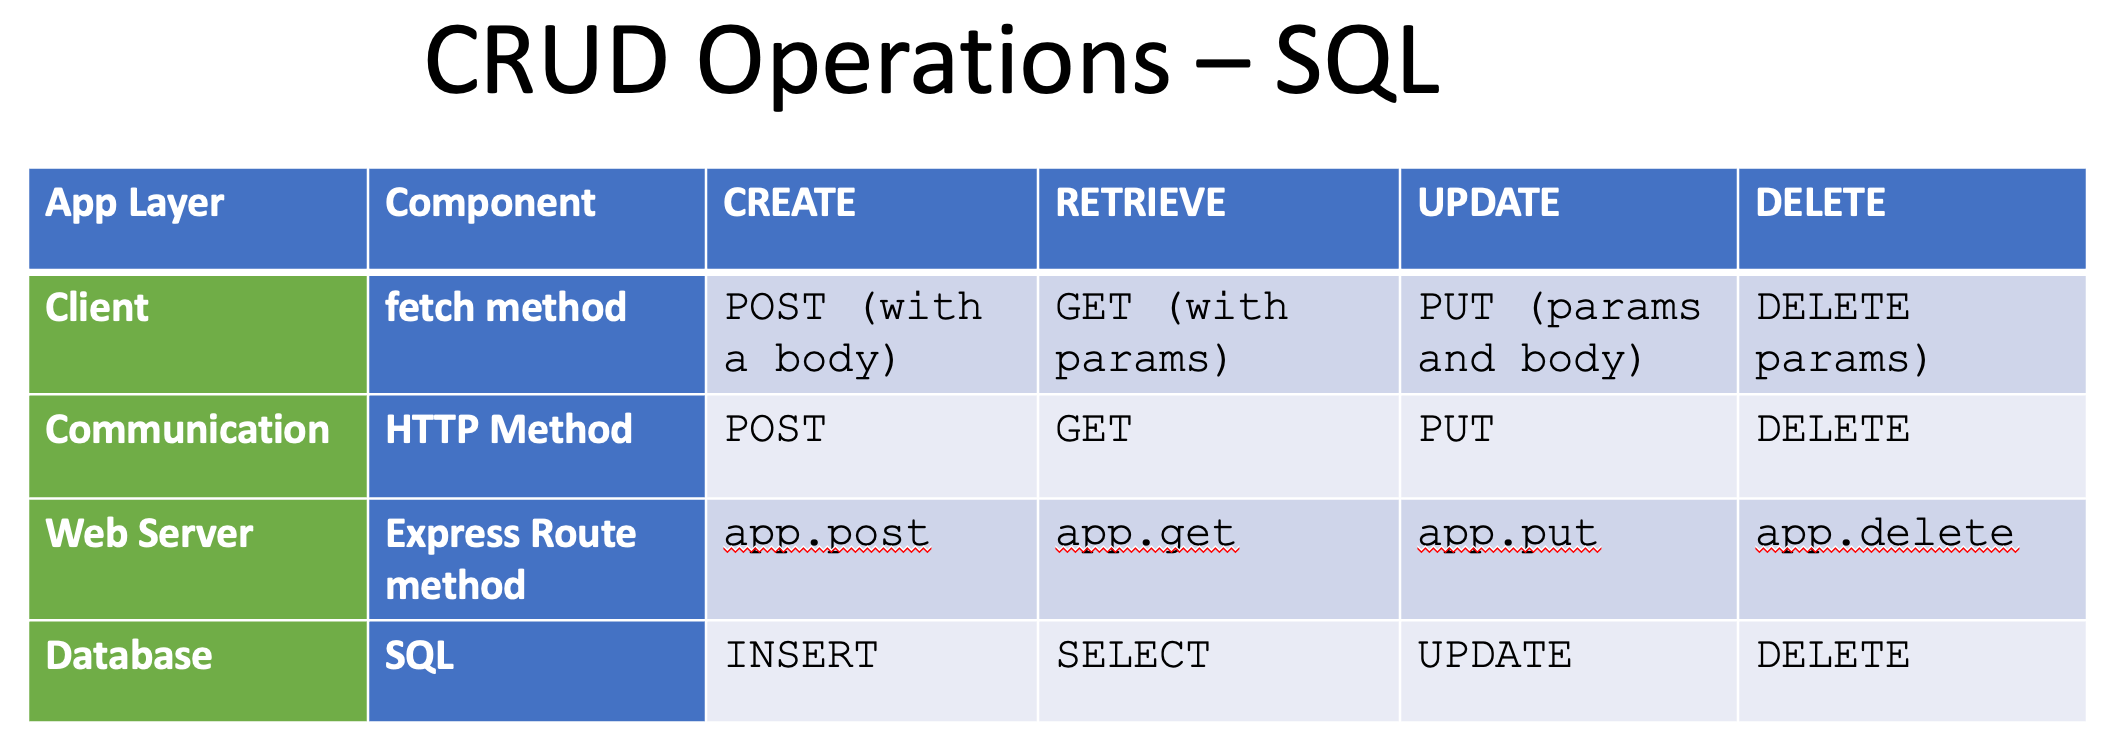 CRUD Operations – SQL
App Layer Component CREATE RETRIEVE UPDATE DELETE
Client fetch method POST (with GET (with PUT (params DELETE
a body) params) and body) params)
Communication HTTP Method POST GET PUT DELETE
Web Server Express Route app.post app.get app.put app.delete
method
Database SQL INSERT SELECT UPDATE DELETE